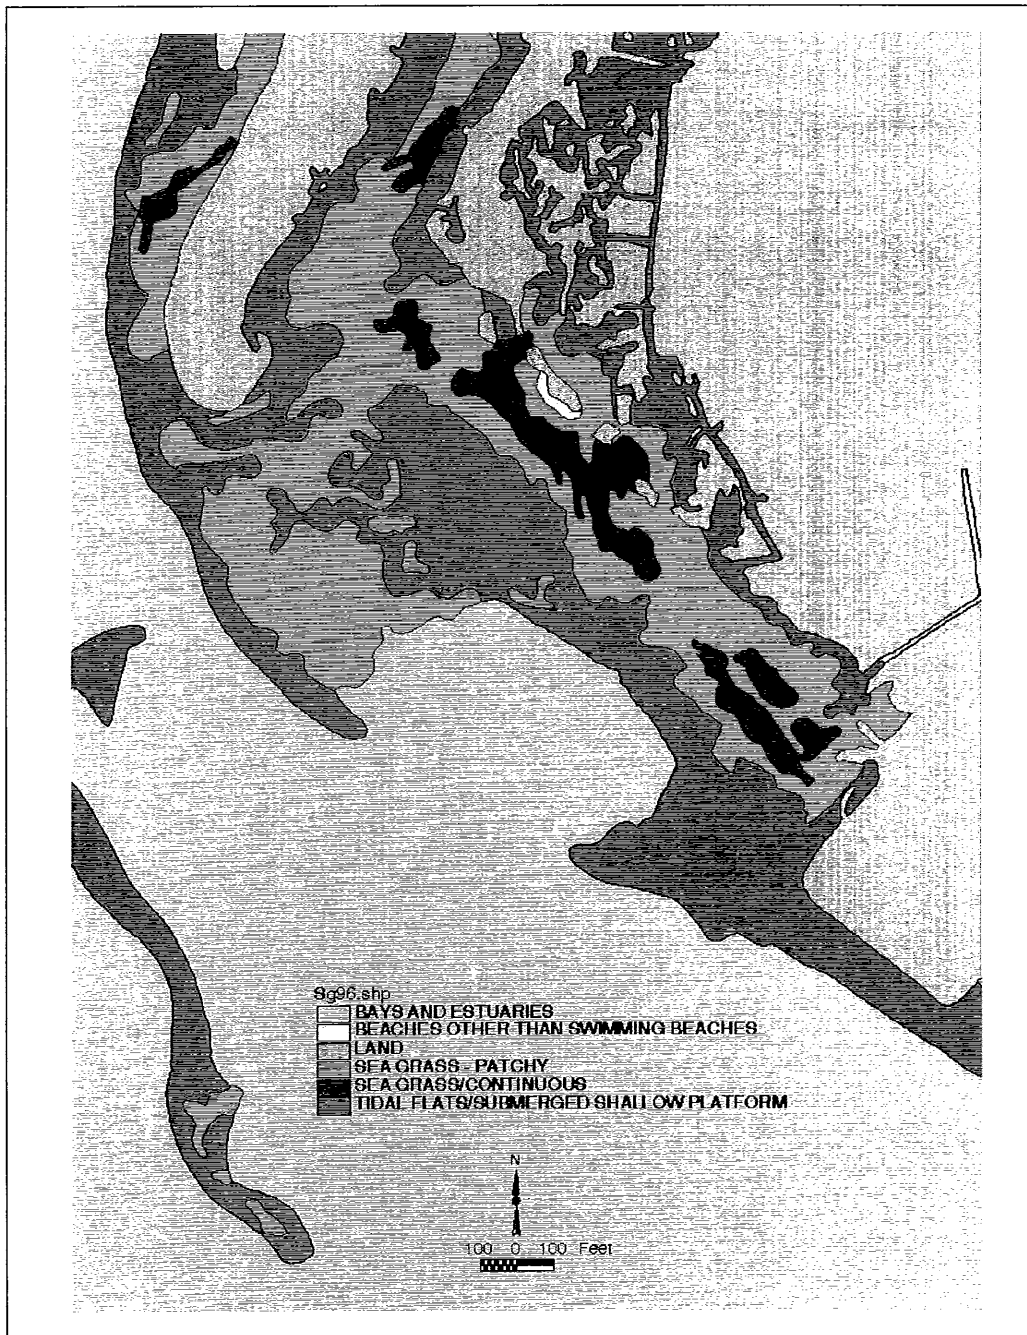 Sg96.shp
BAYS AND ESTUARIES
BEACHES OTHER THAN SWIMMING BEACHES
LAND
SEA GRASS - PATCHY
SEA GRASS/CONTINUOUS
TIDAL FLATS/SUBMERGED SHALLOW PLATFORM
N
100 0 100 Feet